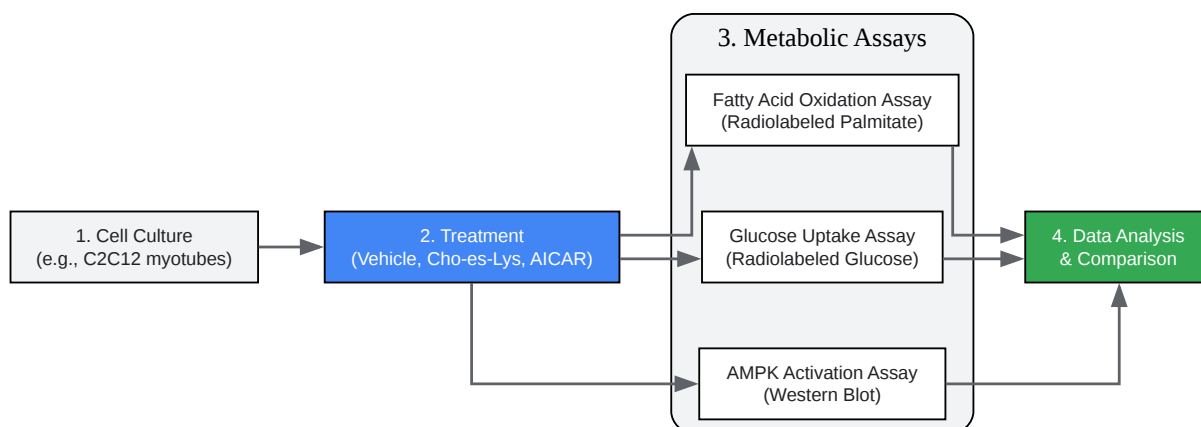 1. Cell Culture
(e.g., C2C12 myotubes)
2. Treatment
(Vehicle, Cho-es-Lys, AICAR)
3. Metabolic Assays
Fatty Acid Oxidation Assay
(Radiolabeled Palmitate)
Glucose Uptake Assay
(Radiolabeled Glucose)
AMPK Activation Assay
(Western Blot)
4. Data Analysis
& Comparison